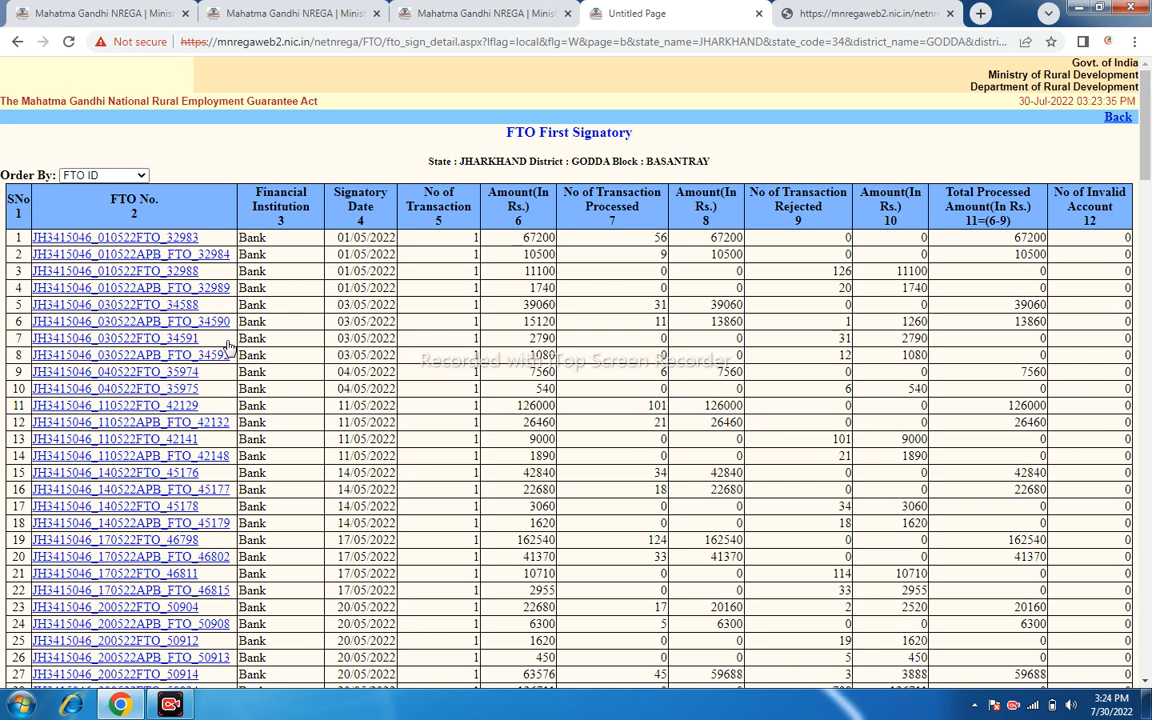 Mahatma Gandhi NREGA | Minist
Mahatma Gandhi NREGA | Minist
Mahatma Gandhi NREGA | Minist
Untitled Page
https://mnregaweb2.nic.in/netnre
Not secure https://mnregaweb2.nic.in/netnrega/FTO/fto_sign_detail.aspx?lflag=local&flg=W&page=b&state_name=JHARKHAND&state_code=34&district_name=GODDA&distri...
Govt. of India
Ministry of Rural Development
Department of Rural Development
The Mahatma Gandhi National Rural Employment Guarantee Act 30-Jul-2022 03:23:35 PM
Back
FTO First Signatory
State : JHARKHAND District : GODDA Block : BASANTRAY
Order By: FTO ID
SNo FTO No. Financial Institution Signatory Date No of Transaction Amount(In Rs.) No of Transaction Processed Amount(In Rs.) No of Transaction Rejected Amount(In Rs.) Total Processed Amount(In Rs.) No of Invalid Account
1 2 3 4 5 6 7 8 9 10 11=(6-9) 12
1 JH3415046_010522FTO_32983 Bank 01/05/2022 1 67200 56 67200 0 0 67200 0
2 JH3415046_010522APB_FTO_32984 Bank 01/05/2022 1 10500 9 10500 0 0 10500 0
3 JH3415046_010522FTO_32988 Bank 01/05/2022 1 11100 0 0 126 11100 0 0
4 JH3415046_010522APB_FTO_32989 Bank 01/05/2022 1 1740 0 0 20 1740 0 0
5 JH3415046_030522FTO_34588 Bank 03/05/2022 1 39060 31 39060 0 0 39060 0
6 JH3415046_030522APB_FTO_34590 Bank 03/05/2022 1 15120 11 13860 1 1260 13860 0
7 JH3415046_030522FTO_34591 Bank 03/05/2022 1 2790 0 0 31 2790 0 0
8 Bank 03/05/2022 1 1080 0 0 12 1080 0 0
Recorded with iTop Screen Recorder
9 JH3415046_040522FTO_35974 Bank 04/05/2022 1 7560 6 7560 0 0 7560 0
10 JH3415046_040522FTO_35975 Bank 04/05/2022 1 540 0 0 6 540 0 0
11 JH3415046_110522FTO_42129 Bank 11/05/2022 1 126000 101 126000 0 0 126000 0
12 JH3415046_110522APB_FTO_42132 Bank 11/05/2022 1 26460 21 26460 0 0 26460 0
13 JH3415046_110522FTO_42141 Bank 11/05/2022 1 9000 0 0 101 9000 0 0
14 JH3415046_110522APB_FTO_42148 Bank 11/05/2022 1 1890 0 0 21 1890 0 0
15 JH3415046_140522FTO_45176 Bank 14/05/2022 1 42840 34 42840 0 0 42840 0
16 JH3415046_140522APB_FTO_45177 Bank 14/05/2022 1 22680 18 22680 0 0 22680 0
17 JH3415046_140522FTO_45178 Bank 14/05/2022 1 3060 0 0 34 3060 0 0
18 JH3415046_140522APB_FTO_45179 Bank 14/05/2022 1 1620 0 0 18 1620 0 0
19 JH3415046_170522FTO_46798 Bank 17/05/2022 1 162540 124 162540 0 0 162540 0
20 JH3415046_170522APB_FTO_46802 Bank 17/05/2022 1 41370 33 41370 0 0 41370 0
21 JH3415046_170522FTO_46811 Bank 17/05/2022 1 10710 0 0 114 10710 0 0
22 JH3415046_170522APB_FTO_46815 Bank 17/05/2022 1 2955 0 0 33 2955 0 0
23 JH3415046_200522FTO_50904 Bank 20/05/2022 1 22680 17 20160 2 2520 20160 0
24 JH3415046_200522APB_FTO_50908 Bank 20/05/2022 1 6300 5 6300 0 0 6300 0
25 JH3415046_200522FTO_50912 Bank 20/05/2022 1 1620 0 0 19 1620 0 0
26 JH3415046_200522APB_FTO_50913 Bank 20/05/2022 1 450 0 0 5 450 0 0
27 JH3415046_200522FTO_50914 Bank 20/05/2022 1 63576 45 59688 3 3888 59688 0
3:24 PM
7/30/2022